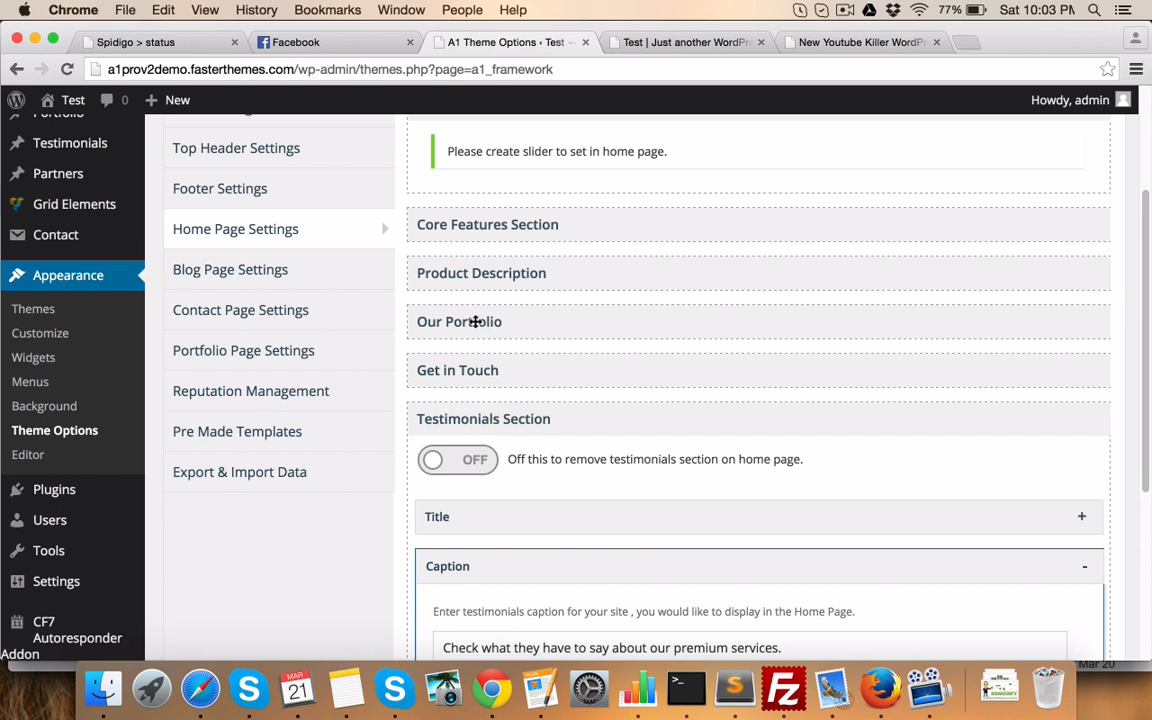 Chrome File Edit View History Bookmarks Window People Help 77% Sat 10:03 PM
Spidigo > status Facebook A1 Theme Options ‹ Test — Test | Just another WordPr New Youtube Killer WordPr
a1prov2demo.fasterthemes.com/wp-admin/themes.php?page=a1_framework
Test 0 New Howdy, admin
Portfolio
Testimonials
Partners
Grid Elements
Contact
Appearance
Themes
Customize
Widgets
Menus
Background
Theme Options
Editor
Plugins
Users
Tools
Settings
CF7
Autoresponder
Addon
Top Header Settings
Footer Settings
Home Page Settings
Blog Page Settings
Contact Page Settings
Portfolio Page Settings
Reputation Management
Pre Made Templates
Export & Import Data
Please create slider to set in home page.
Core Features Section
Product Description
Our Portfolio
Get in Touch
Testimonials Section
OFF Off this to remove testimonials section on home page.
Title +
Caption -
Enter testimonials caption for your site , you would like to display in the Home Page.
Check what they have to say about our premium services.
Mar 20
MAR
21